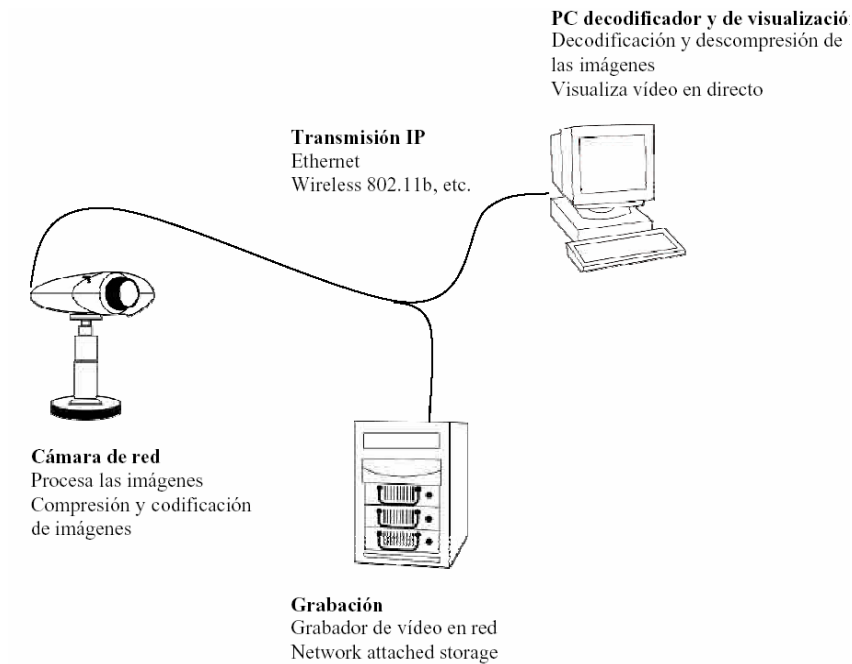 PC decodificador y de visualizació
Decodificación y descompresión de
las imágenes
Visualiza vídeo en directo
Transmisión IP
Ethernet
Wireless 802.11b, etc.
Cámara de red
Procesa las imágenes
Compresión y codificación
de imágenes
Grabación
Grabador de vídeo en red
Network attached storage